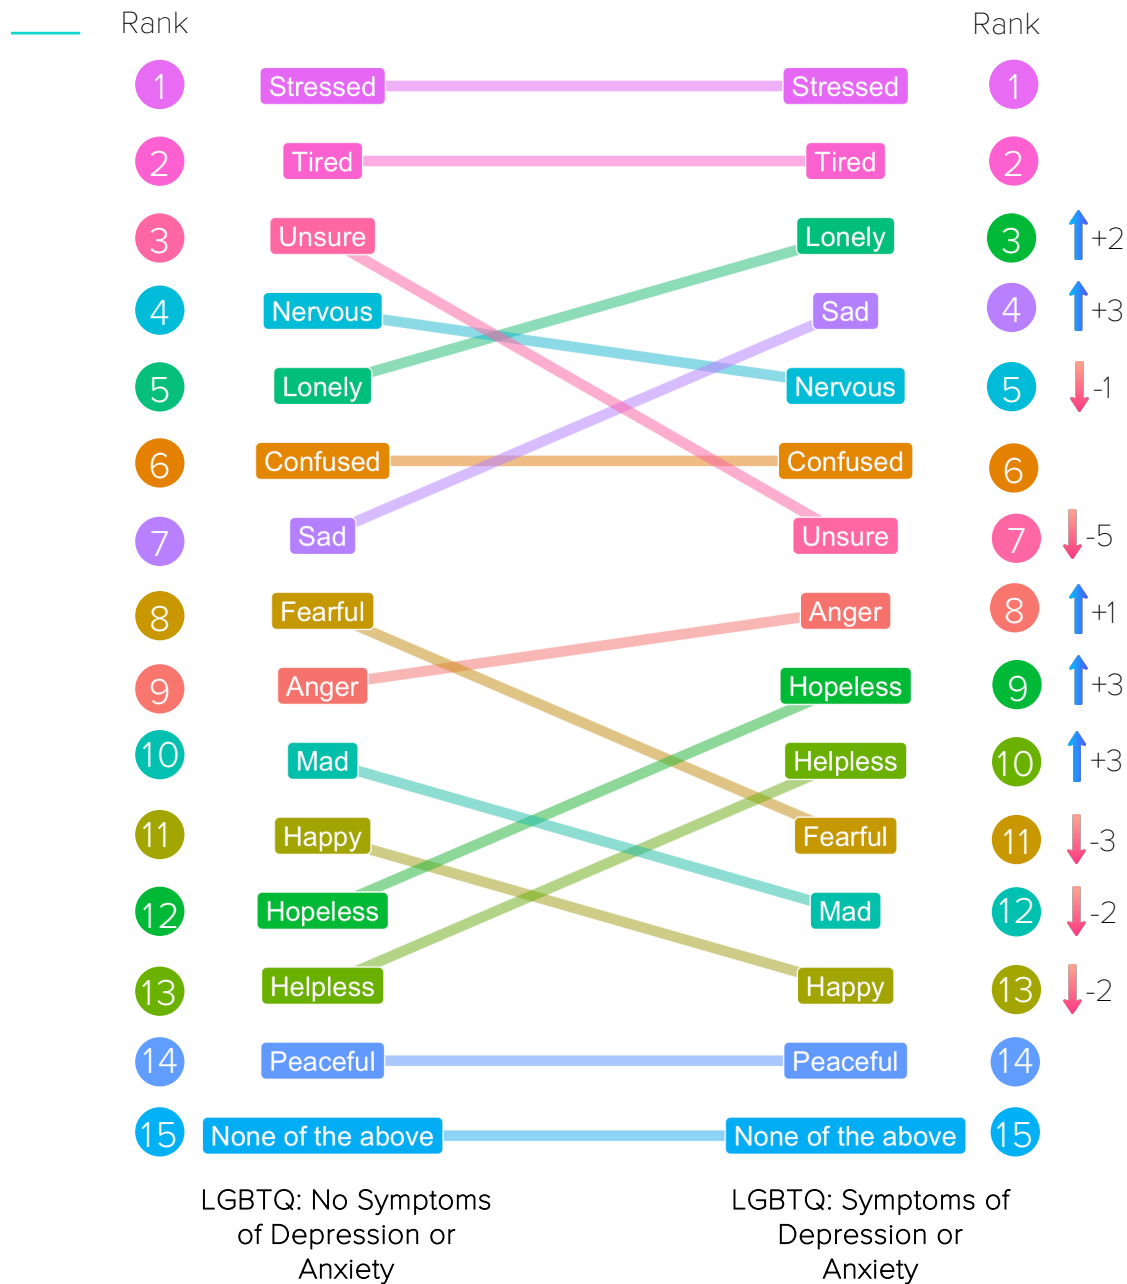 Rank Rank
1 Stressed Stressed 1
2 Tired Tired 2
3 Unsure Lonely 3 +2
4 Nervous Sad 4 +3
5 Lonely Nervous 5 -1
6 Confused Confused 6
7 Sad Unsure 7 -5
8 Fearful Anger 8 +1
9 Anger Hopeless 9 +3
10 Mad Helpless 10 +3
11 Happy Fearful 11 -3
12 Hopeless Mad 12 -2
13 Helpless Happy 13 -2
14 Peaceful Peaceful 14
15 None of the above None of the above 15
LGBTQ: No Symptoms
of Depression or
Anxiety
LGBTQ: Symptoms of
Depression or
Anxiety